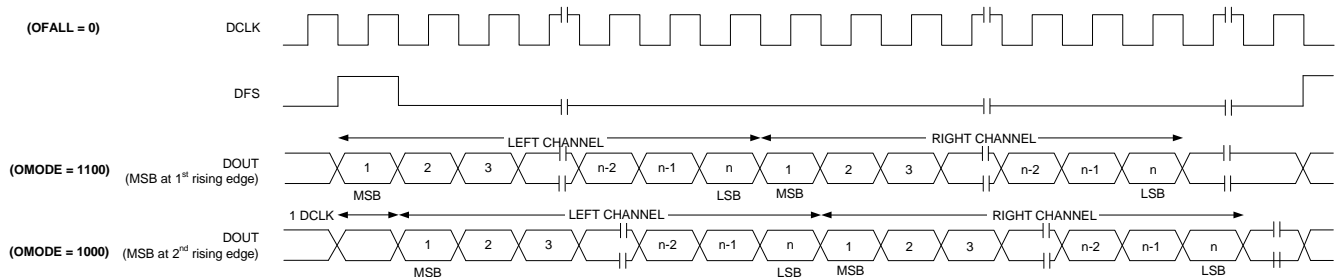 (OFALL = 0) DCLK
DFS
LEFT CHANNEL RIGHT CHANNEL
(OMODE = 1100) DOUT 1 2 3 n-2 n-1 n 1 2 3 n-2 n-1 n
(MSB at 1st rising edge)
MSB LSB MSB LSB
1 DCLK LEFT CHANNEL RIGHT CHANNEL
(OMODE = 1000) DOUT 1 2 3 n-2 n-1 n 1 2 3 n-2 n-1 n
(MSB at 2nd rising edge)
MSB LSB MSB LSB